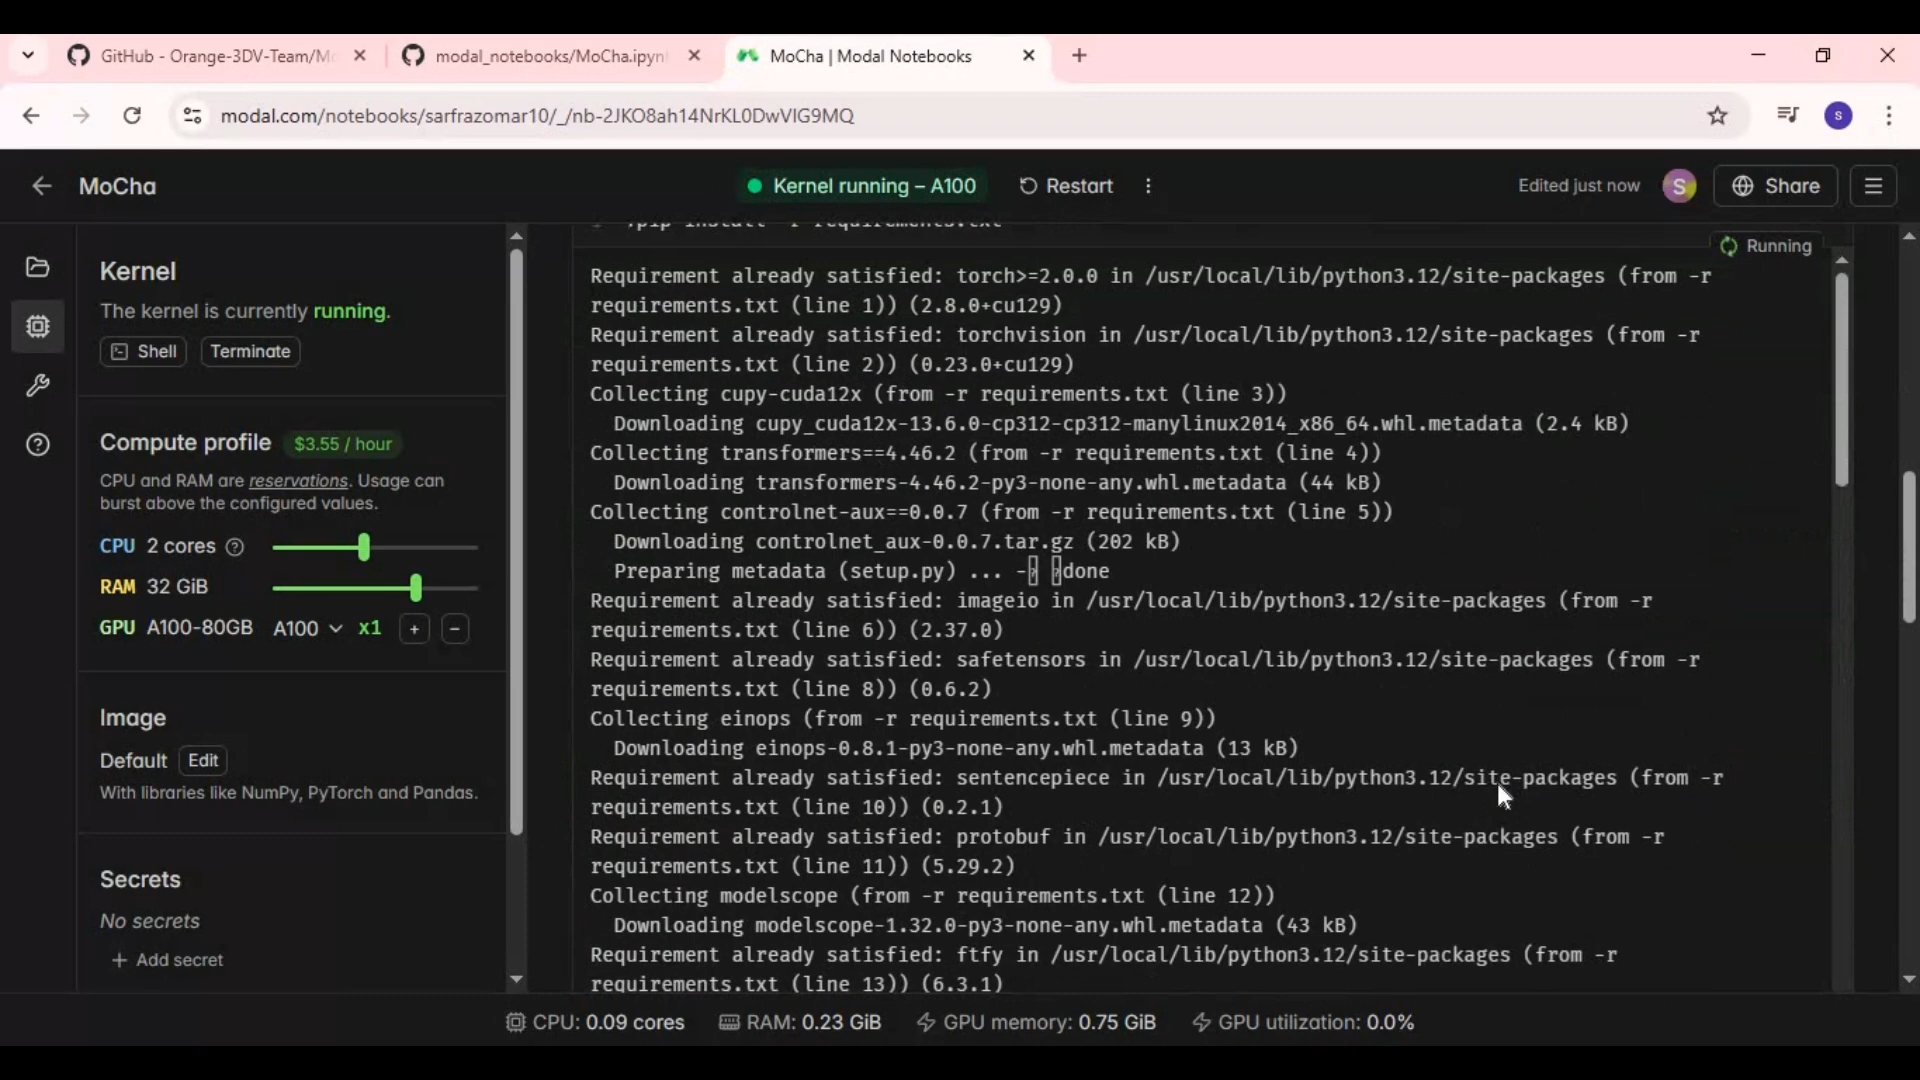 GitHub - Orange-3DV-Team/Mo
modal_notebooks/MoCha.ipyn
MoCha | Modal Notebooks
modal.com/notebooks/sarfrazomar10/_/nb-2JKO8ah14NrKL0DwVIG9MQ
S
MoCha
Kernel running – A100
Restart
Edited just now
S
Share
Kernel
The kernel is currently running.
Shell
Terminate
Compute profile
$3.55 / hour
CPU and RAM are reservations. Usage can
burst above the configured values.
CPU 2 cores
RAM 32 GiB
GPU A100-80GB A100 x1 + −
Image
Default Edit
With libraries like NumPy, PyTorch and Pandas.
Secrets
No secrets
+ Add secret
!pip install -r requirements.txt
Running
Requirement already satisfied: torch>=2.0.0 in /usr/local/lib/python3.12/site-packages (from -r
requirements.txt (line 1)) (2.8.0+cu129)
Requirement already satisfied: torchvision in /usr/local/lib/python3.12/site-packages (from -r
requirements.txt (line 2)) (0.23.0+cu129)
Collecting cupy-cuda12x (from -r requirements.txt (line 3))
Downloading cupy_cuda12x-13.6.0-cp312-cp312-manylinux2014_x86_64.whl.metadata (2.4 kB)
Collecting transformers==4.46.2 (from -r requirements.txt (line 4))
Downloading transformers-4.46.2-py3-none-any.whl.metadata (44 kB)
Collecting controlnet-aux==0.0.7 (from -r requirements.txt (line 5))
Downloading controlnet_aux-0.0.7.tar.gz (202 kB)
Preparing metadata (setup.py) ... - done
Requirement already satisfied: imageio in /usr/local/lib/python3.12/site-packages (from -r
requirements.txt (line 6)) (2.37.0)
Requirement already satisfied: safetensors in /usr/local/lib/python3.12/site-packages (from -r
requirements.txt (line 8)) (0.6.2)
Collecting einops (from -r requirements.txt (line 9))
Downloading einops-0.8.1-py3-none-any.whl.metadata (13 kB)
Requirement already satisfied: sentencepiece in /usr/local/lib/python3.12/site-packages (from -r
requirements.txt (line 10)) (0.2.1)
Requirement already satisfied: protobuf in /usr/local/lib/python3.12/site-packages (from -r
requirements.txt (line 11)) (5.29.2)
Collecting modelscope (from -r requirements.txt (line 12))
Downloading modelscope-1.32.0-py3-none-any.whl.metadata (43 kB)
Requirement already satisfied: ftfy in /usr/local/lib/python3.12/site-packages (from -r
requirements.txt (line 13)) (6.3.1)
CPU: 0.09 cores
RAM: 0.23 GiB
GPU memory: 0.75 GiB
GPU utilization: 0.0%